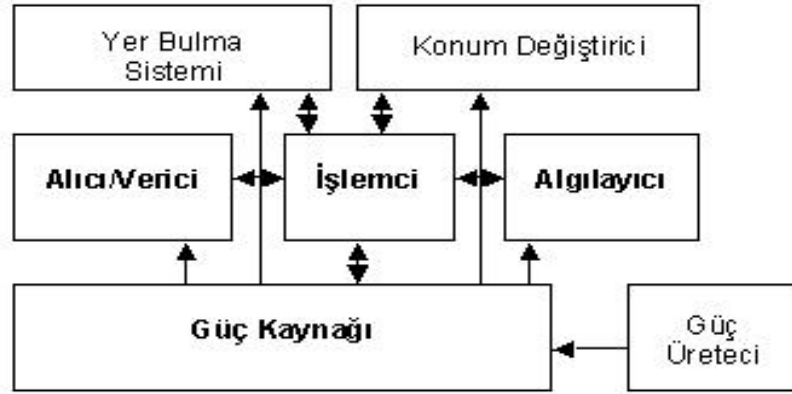 Yer Bulma
Sistemi
Konum Değiştirici
Alıcı/Verici
İşlemci
Algılayıcı
Güç Kaynağı
Güç
Üreteci